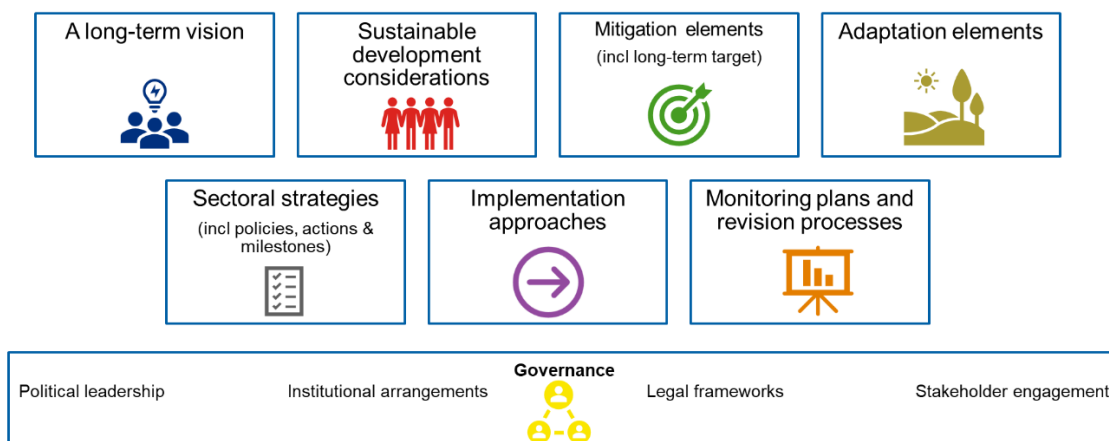 A long-term vision
Sustainable
development
considerations
Mitigation elements
(incl long-term target)
Adaptation elements
Sectoral strategies
(incl policies, actions &
milestones)
Implementation
approaches
Monitoring plans and
revision processes
Governance
Political leadership
Institutional arrangements
Legal frameworks
Stakeholder engagement